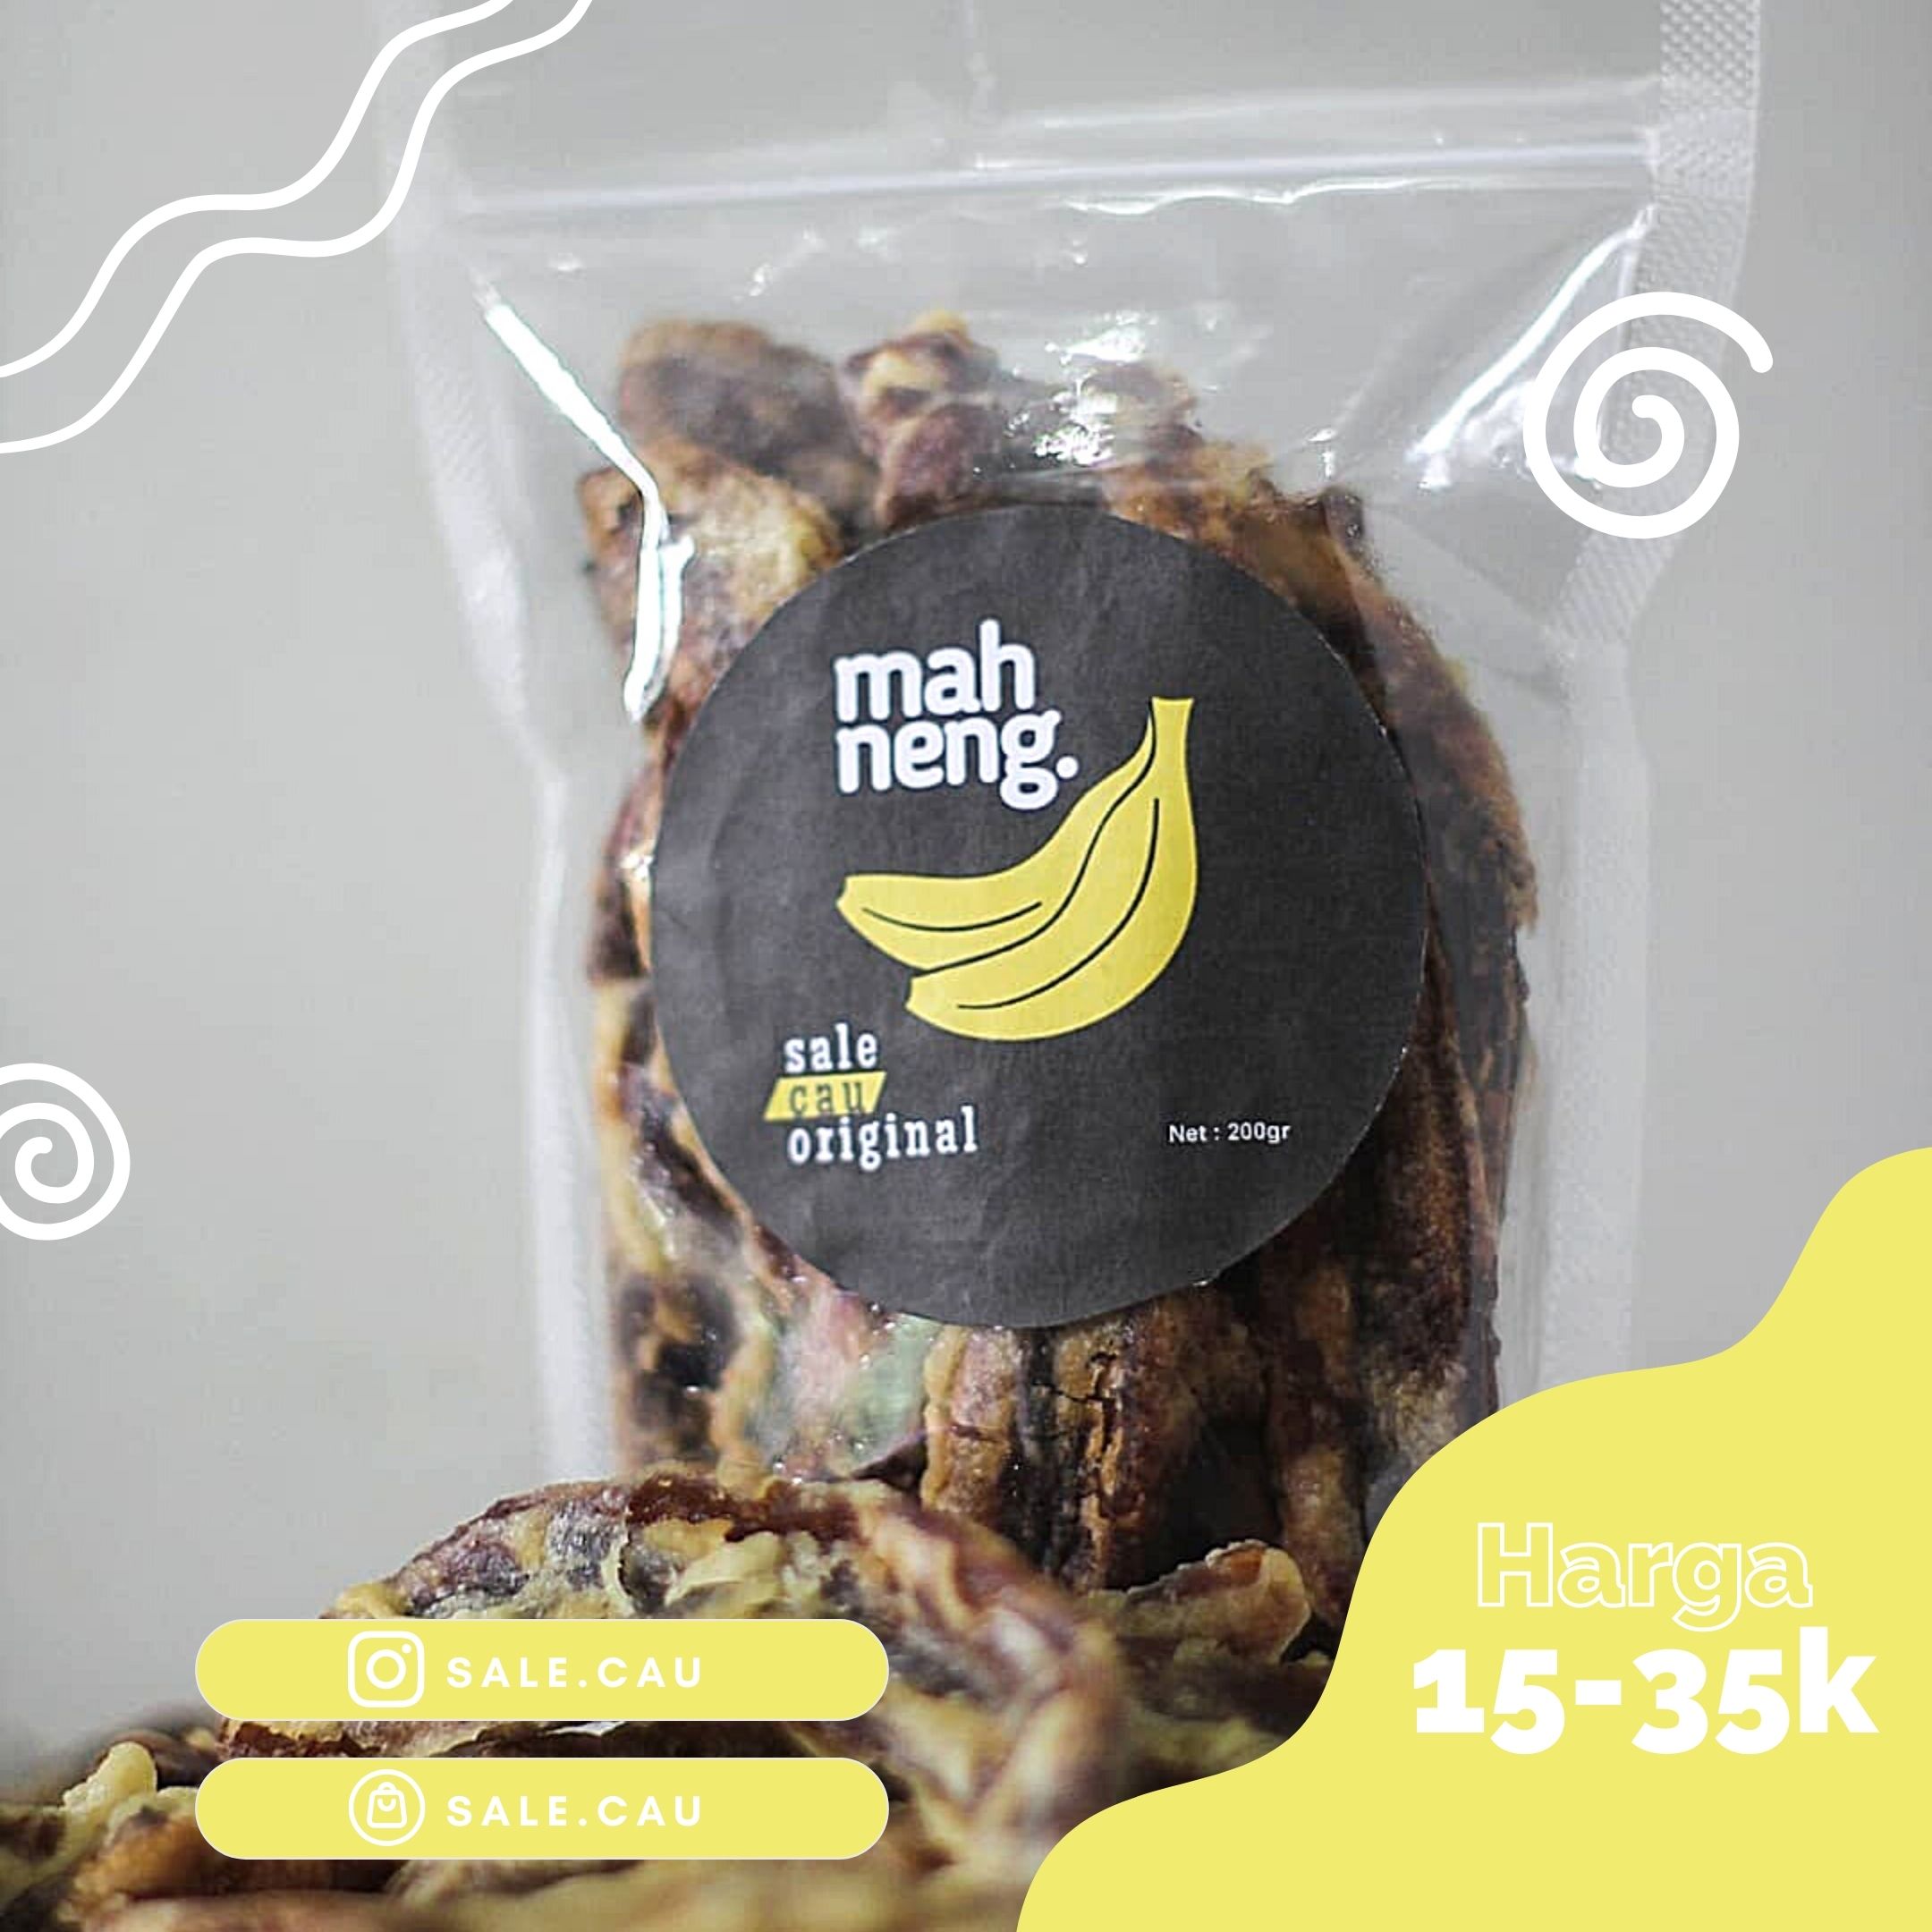 mah
neng.
sale
cau
original
Net : 200gr
Harga
15-35k
SALE.CAU
SALE.CAU